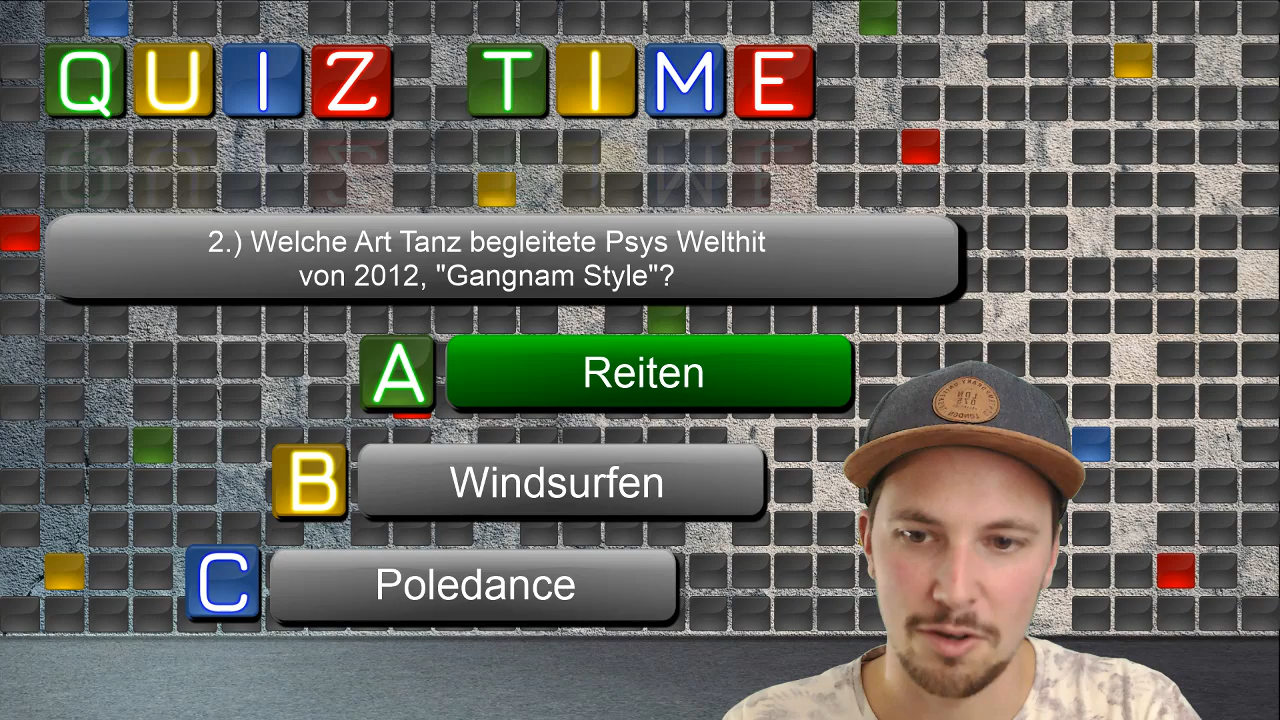 QUIZ TIME
2.) Welche Art Tanz begleitete Psys Welthit
von 2012, "Gangnam Style"?
A Reiten
B Windsurfen
C Poledance